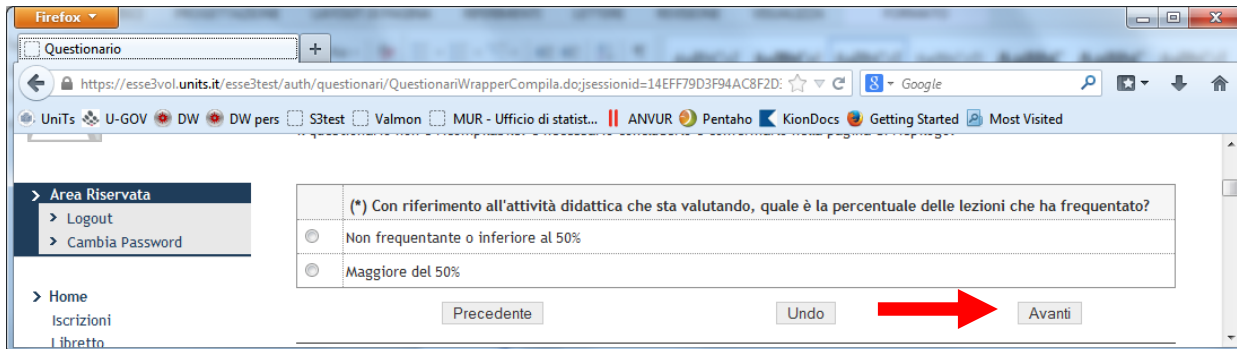 Firefox
Questionario
https://esse3vol.units.it/esse3test/auth/questionari/QuestionariWrapperCompila.do;jsessionid=14EFF79D3F94AC8F2D:
Google
UniTs U-GOV DW DW pers S3test Valmon MUR - Ufficio di statist... ANVUR Pentaho KionDocs Getting Started Most Visited
Area Riservata
Logout
Cambia Password
Home
Iscrizioni
Libretto
(*) Con riferimento all'attività didattica che sta valutando, quale è la percentuale delle lezioni che ha frequentato?
Non frequentante o inferiore al 50%
Maggiore del 50%
Precedente Undo Avanti